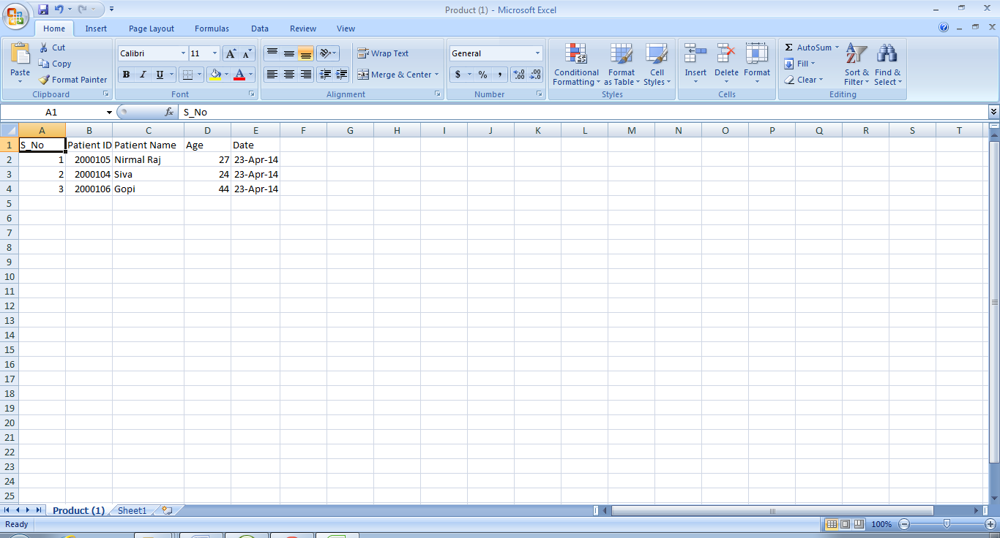 Product (1) - Microsoft Excel
Home Insert Page Layout Formulas Data Review View
Paste
Cut
Copy
Format Painter
Clipboard
Calibri 11 A A
B I U A
Font
Wrap Text
Merge & Center
Alignment
General
$ % , .0 .00 .00 .0
Number
Conditional Formatting
Format as Table
Cell Styles
Styles
Insert Delete Format
Cells
Σ AutoSum
Fill
Clear
Sort & Filter
Find & Select
Editing
A1 fx S_No
A B C D E F G H I J K L M N O P Q R S T
1 S_No Patient ID Patient Name Age Date
2 1 2000105 Nirmal Raj 27 23-Apr-14
3 2 2000104 Siva 24 23-Apr-14
4 3 2000106 Gopi 44 23-Apr-14
5
6
7
8
9
10
11
12
13
14
15
16
17
18
19
20
21
22
23
24
25
Product (1) Sheet1
Ready 100%